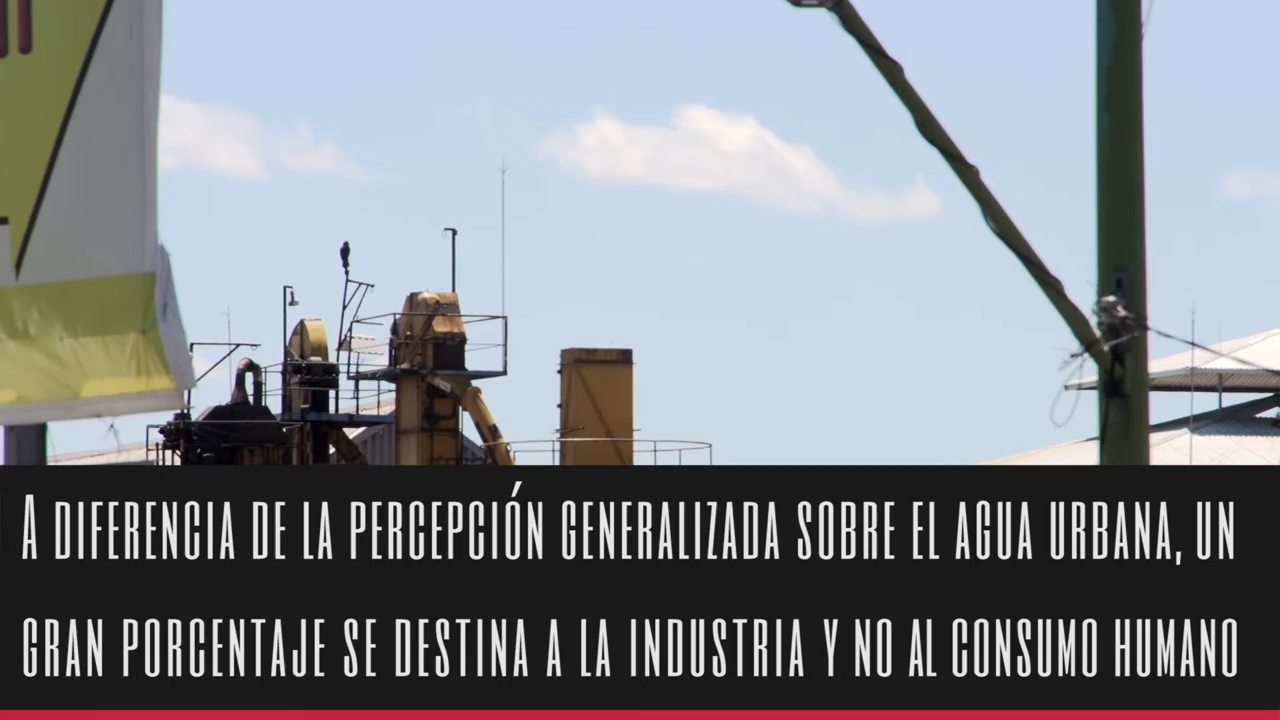 A DIFERENCIA DE LA PERCEPCIÓN GENERALIZADA SOBRE EL AGUA URBANA, UN
GRAN PORCENTAJE SE DESTINA A LA INDUSTRIA Y NO AL CONSUMO HUMANO